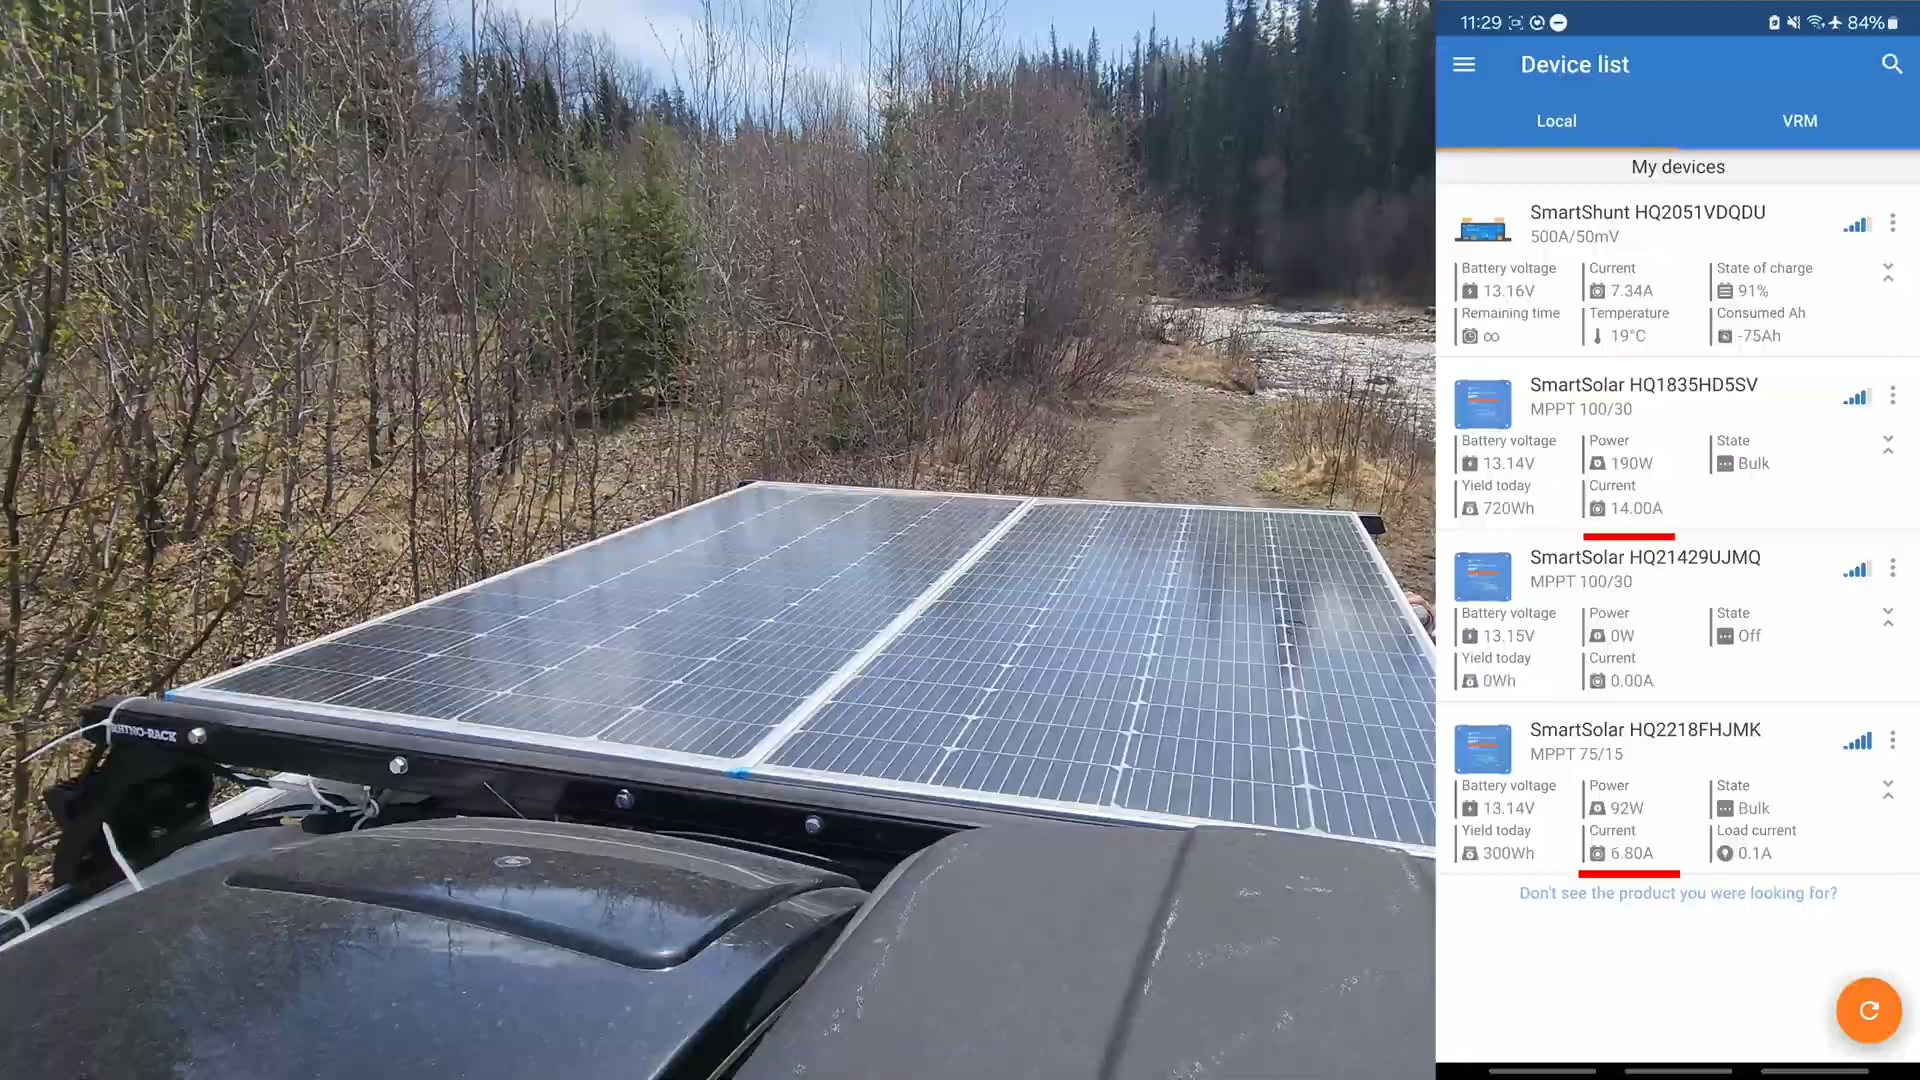 11:29 84%
Device list
Local VRM
My devices
SmartShunt HQ2051VDQDU
500A/50mV
Battery voltage Current State of charge
13.16V 7.34A 91%
Remaining time Temperature Consumed Ah
∞ 19°C -75Ah
SmartSolar HQ1835HD5SV
MPPT 100/30
Battery voltage Power State
13.14V 190W Bulk
Yield today Current
720Wh 14.00A
SmartSolar HQ21429UJMQ
MPPT 100/30
Battery voltage Power State
13.15V 0W Off
Yield today Current
0Wh 0.00A
SmartSolar HQ2218FHJMK
MPPT 75/15
Battery voltage Power State
13.14V 92W Bulk
Yield today Current Load current
300Wh 6.80A 0.1A
Don't see the product you were looking for?
RHINO-RACK